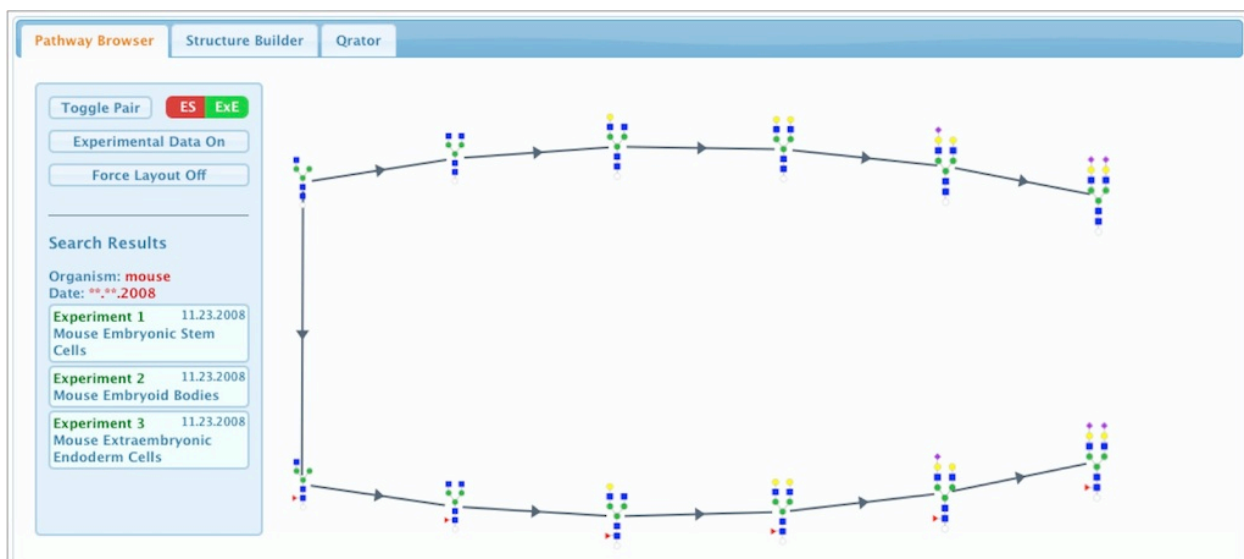 Pathway Browser Structure Builder Qrator
Toggle Pair ES ExE
Experimental Data On
Force Layout Off
Search Results
Organism: mouse
Date: **.**.2008
Experiment 1 11.23.2008
Mouse Embryonic Stem
Cells
Experiment 2 11.23.2008
Mouse Embryoid Bodies
Experiment 3 11.23.2008
Mouse Extraembryonic
Endoderm Cells